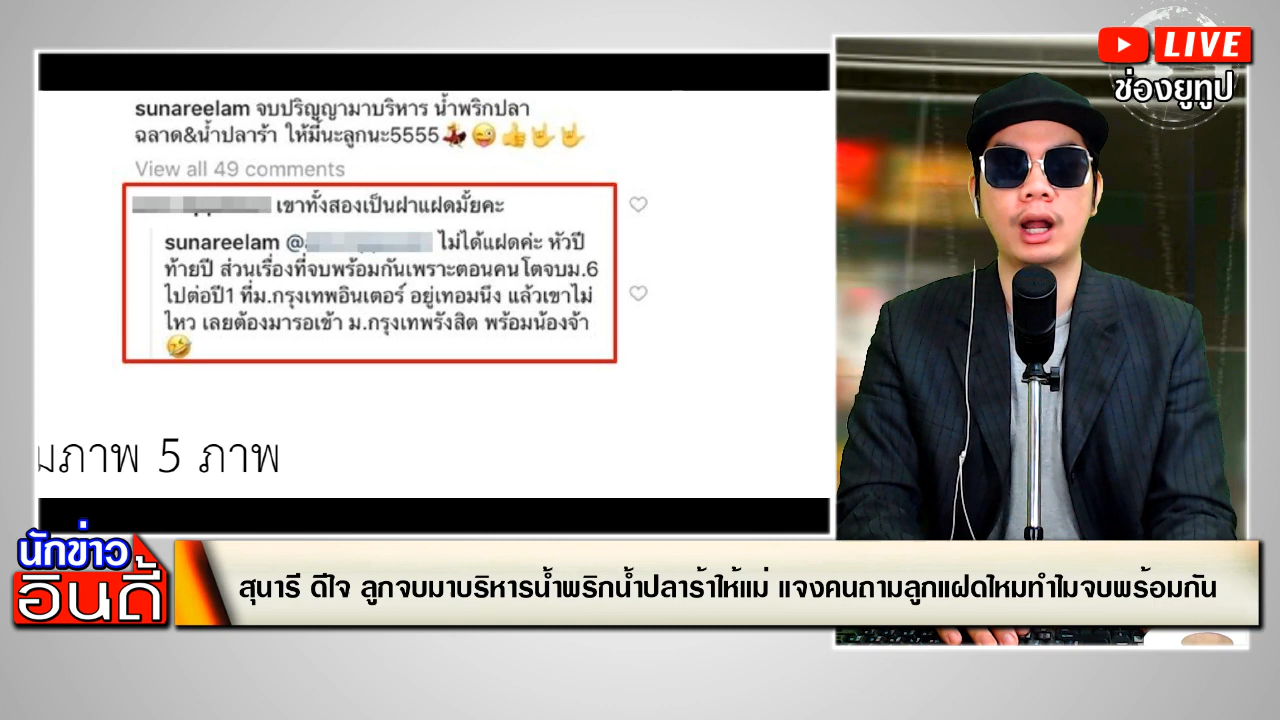 sunareelam จบปริญญามาบริหาร น้ำพริกปลา
ฉลาด&น้ำปลาร้า ให้มี๊นะลูกนะ5555💃😜👍🤟🤟
View all 49 comments
เขาทั้งสองเป็นฝาแฝดมั้ยคะ
sunareelam @ ไม่ได้แฝดค่ะ หัวปี
ท้ายปี ส่วนเรื่องที่จบพร้อมกันเพราะตอนคนโตจบม.6
ไปต่อปี1 ที่ม.กรุงเทพอินเตอร์ อยู่เทอมนึง แล้วเขาไม่
ไหว เลยต้องมารอเข้า ม.กรุงเทพรังสิต พร้อมน้องจ้า
🤣
มภาพ 5 ภาพ
LIVE
ช่องยูทูป
นักข่าว
อินดี้
สุนารี ดีใจ ลูกจบมาบริหารน้ำพริกน้ำปลาร้าให้แม่ แจงคนถามลูกแฝดไหมทำไมจบพร้อมกัน